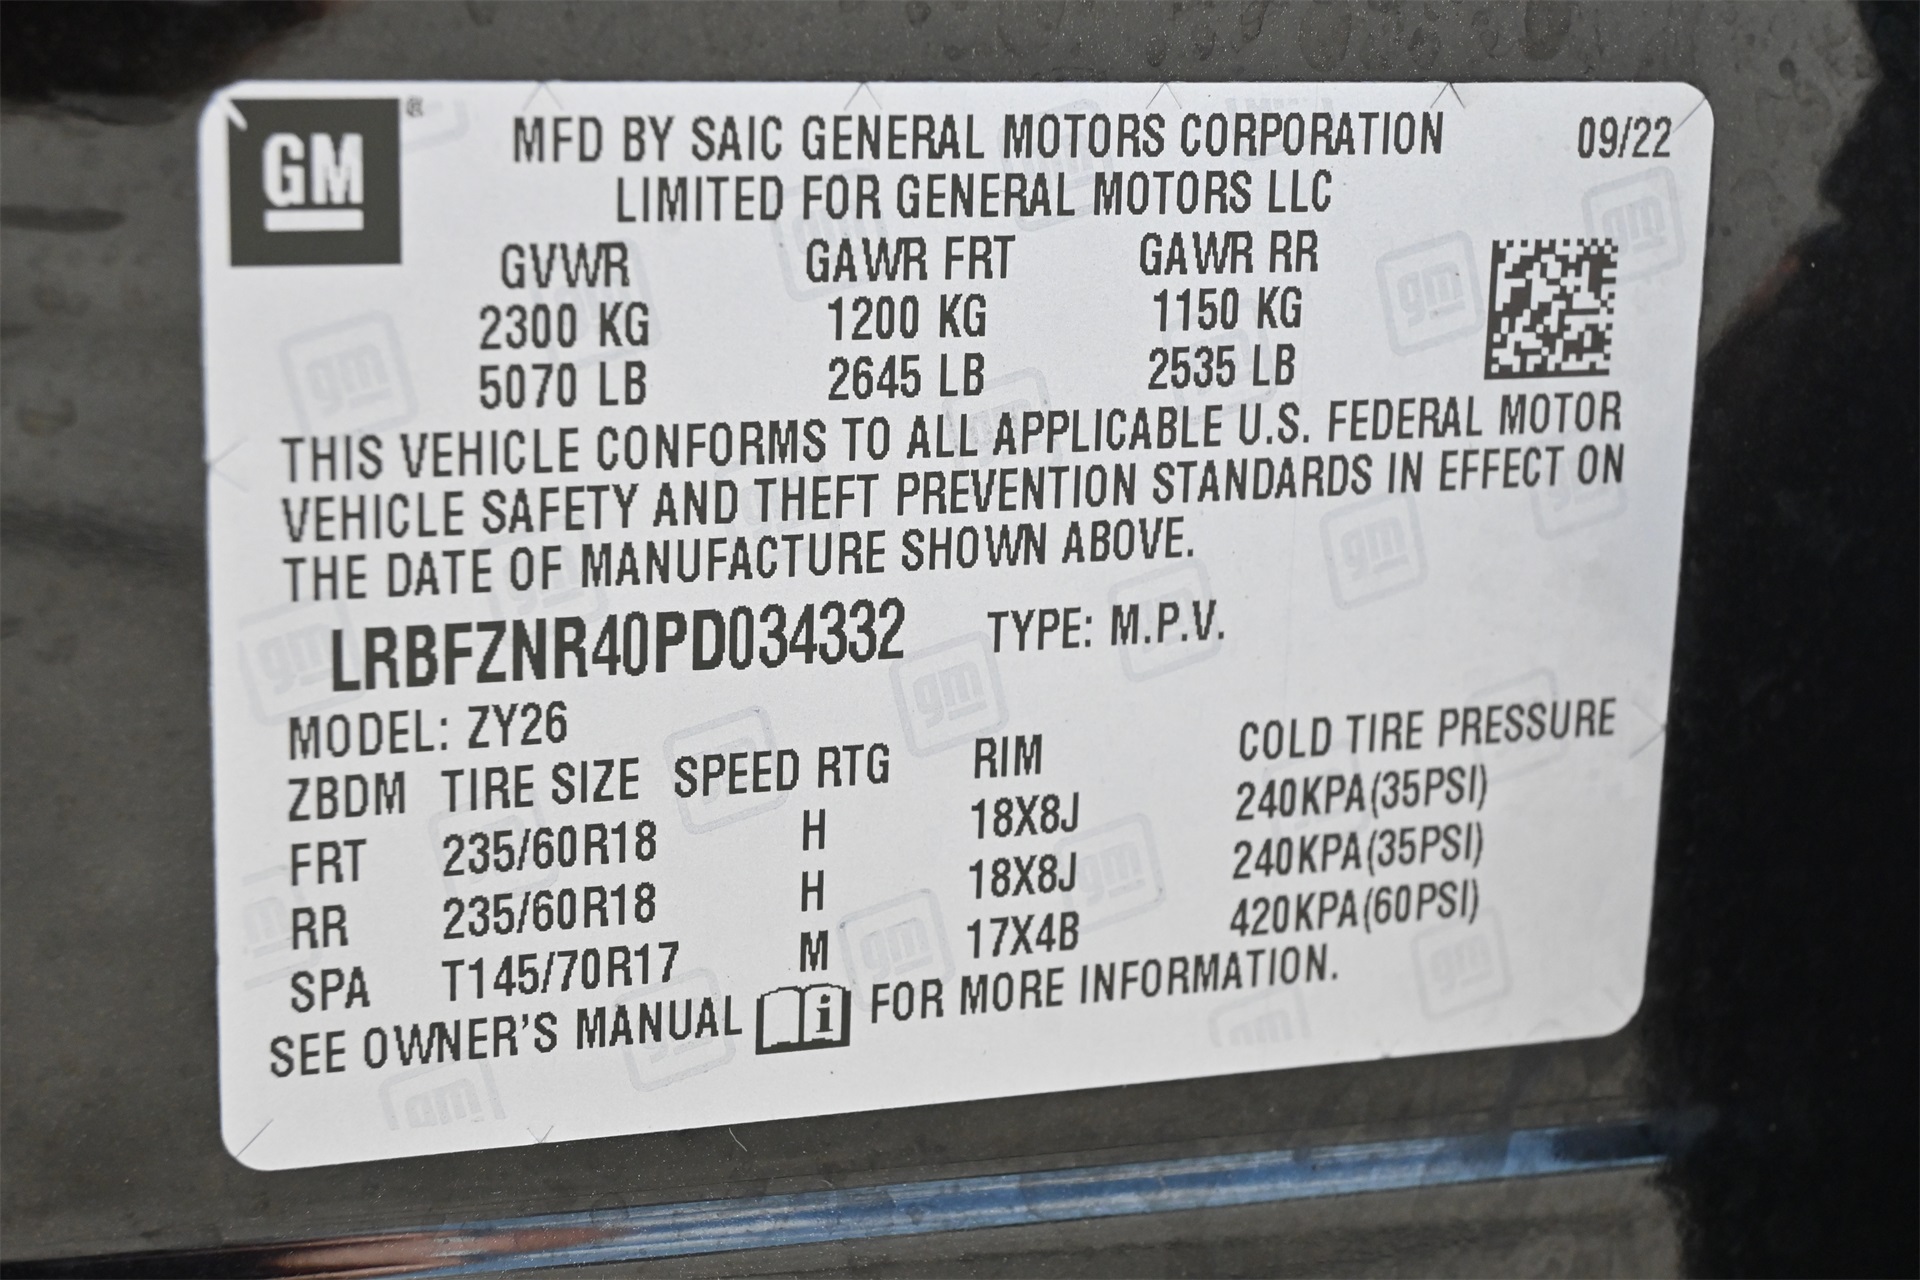 GM ®
MFD BY SAIC GENERAL MOTORS CORPORATION 09/22
LIMITED FOR GENERAL MOTORS LLC
GVWR GAWR FRT GAWR RR
2300 KG 1200 KG 1150 KG
5070 LB 2645 LB 2535 LB
THIS VEHICLE CONFORMS TO ALL APPLICABLE U.S. FEDERAL MOTOR
VEHICLE SAFETY AND THEFT PREVENTION STANDARDS IN EFFECT ON
THE DATE OF MANUFACTURE SHOWN ABOVE.
LRBFZNR40PD034332 TYPE: M.P.V.
MODEL: ZY26
ZBDM TIRE SIZE SPEED RTG RIM COLD TIRE PRESSURE
FRT 235/60R18 H 18X8J 240KPA(35PSI)
RR 235/60R18 H 18X8J 240KPA(35PSI)
SPA T145/70R17 M 17X4B 420KPA(60PSI)
SEE OWNER'S MANUAL i FOR MORE INFORMATION.